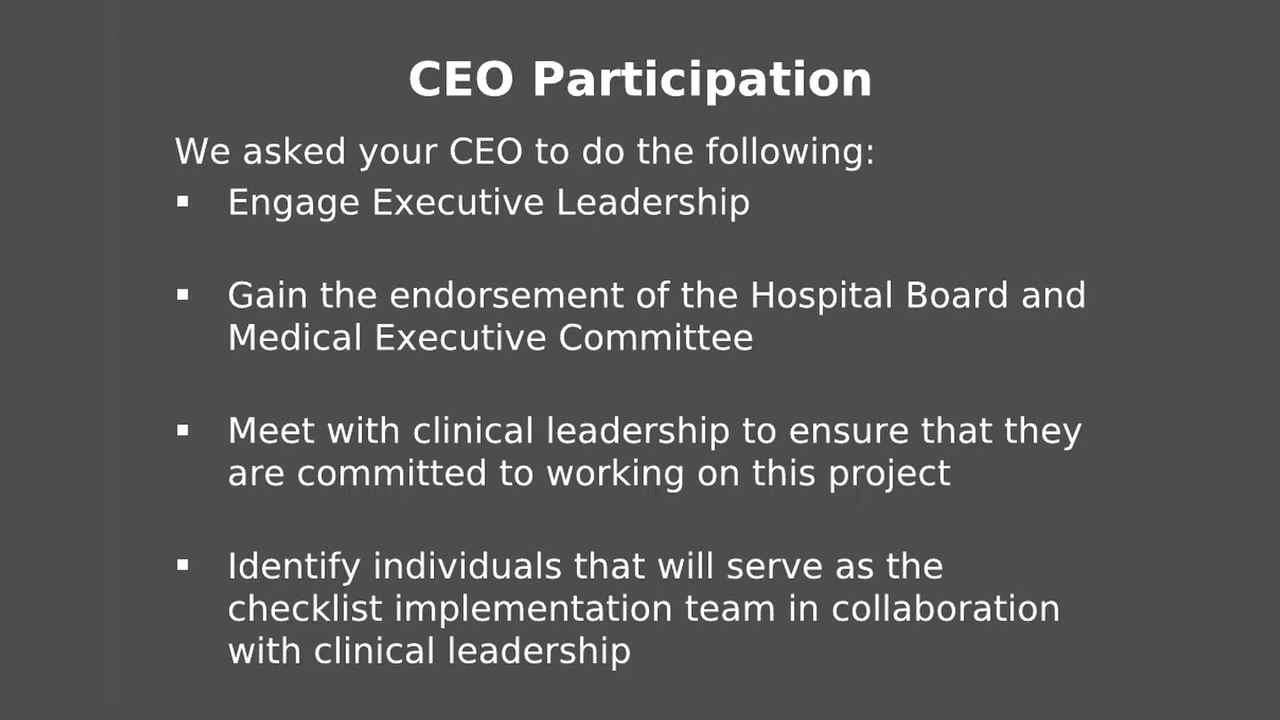 CEO Participation
We asked your CEO to do the following:
▪ Engage Executive Leadership
▪ Gain the endorsement of the Hospital Board and
Medical Executive Committee
▪ Meet with clinical leadership to ensure that they
are committed to working on this project
▪ Identify individuals that will serve as the
checklist implementation team in collaboration
with clinical leadership